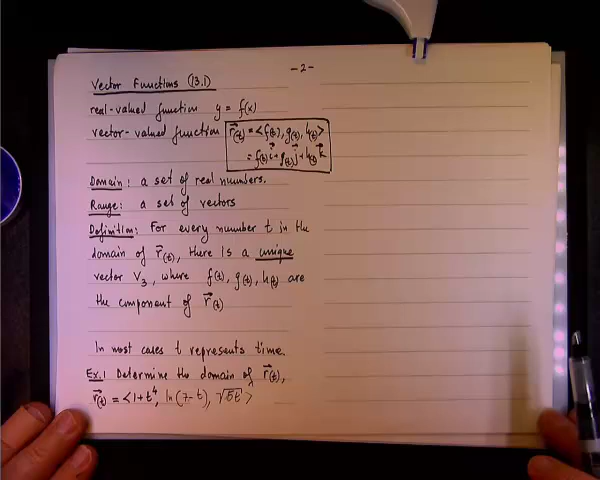 -2-
Vector Functions (13.1)
real-valued function y = f(x)
vector-valued function r⃗(t) = <f(t), g(t), h(t)>
= f(t) i⃗ + g(t) j⃗ + h(t) k⃗
Domain: a set of real numbers.
Range: a set of vectors
Definition: For every number t in the
domain of r⃗(t), there is a unique
vector V₃, where f(t), g(t), h(t) are
the component of r⃗(t)
In most cases t represents time.
Ex.1 Determine the domain of r⃗(t),
r⃗(t) = <1+t⁴, ln(7-t), √5t>